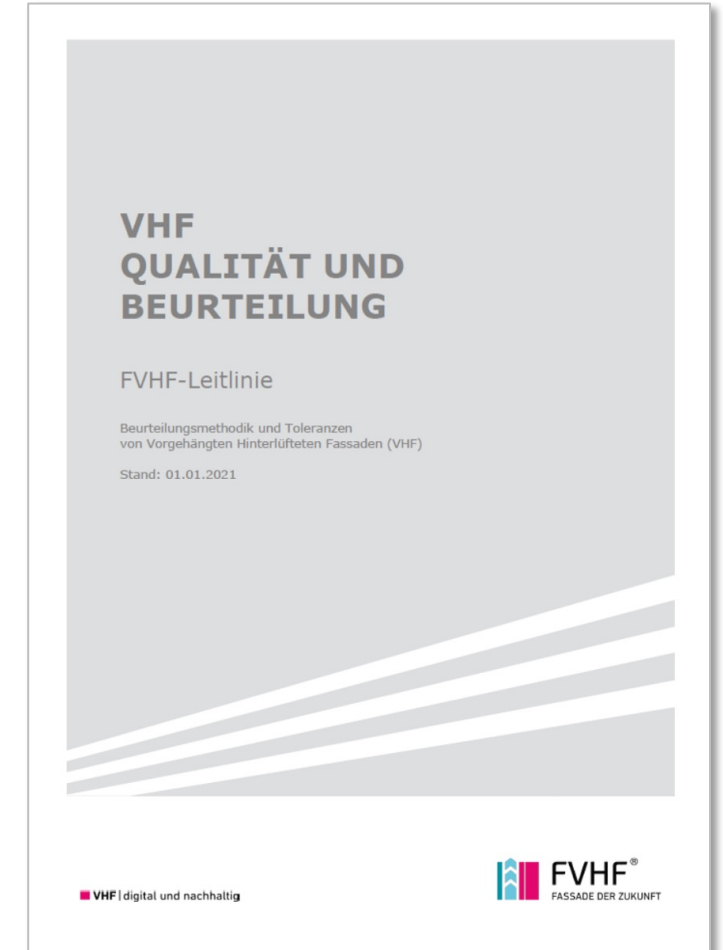 VHF
QUALITÄT UND
BEURTEILUNG
FVHF-Leitlinie
Beurteilungsmethodik und Toleranzen
von Vorgehängten Hinterlüfteten Fassaden (VHF)
Stand: 01.01.2021
VHF | digital und nachhaltig
FVHF®
FASSADE DER ZUKUNFT